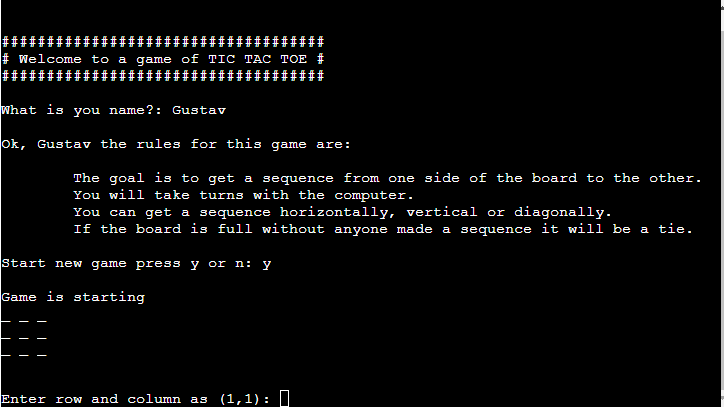 ####################################
# Welcome to a game of TIC TAC TOE #
####################################
What is you name?: Gustav
Ok, Gustav the rules for this game are:
The goal is to get a sequence from one side of the board to the other.
You will take turns with the computer.
You can get a sequence horizontally, vertical or diagonally.
If the board is full without anyone made a sequence it will be a tie.
Start new game press y or n: y
Game is starting
_ _ _
_ _ _
_ _ _
Enter row and column as (1,1):